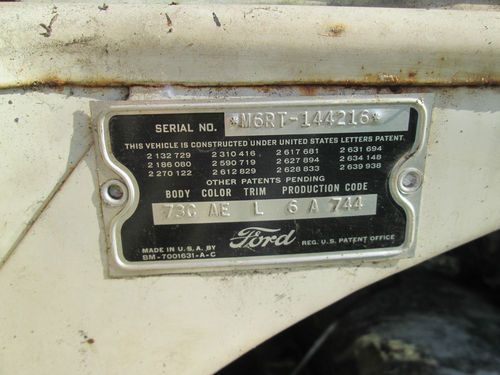 SERIAL NO. *M6RT-144216*
THIS VEHICLE IS CONSTRUCTED UNDER UNITED STATES LETTERS PATENT.
2 132 729 2 310 416 2 617 681 2 631 694
2 186 080 2 590 719 2 627 894 2 634 148
2 270 122 2 612 829 2 628 833 2 639 938
OTHER PATENTS PENDING
BODY COLOR TRIM PRODUCTION CODE
73C AE L 6 A 744
MADE IN U.S.A. BY Ford REG. U.S. PATENT OFFICE
BM-7001631-A-C